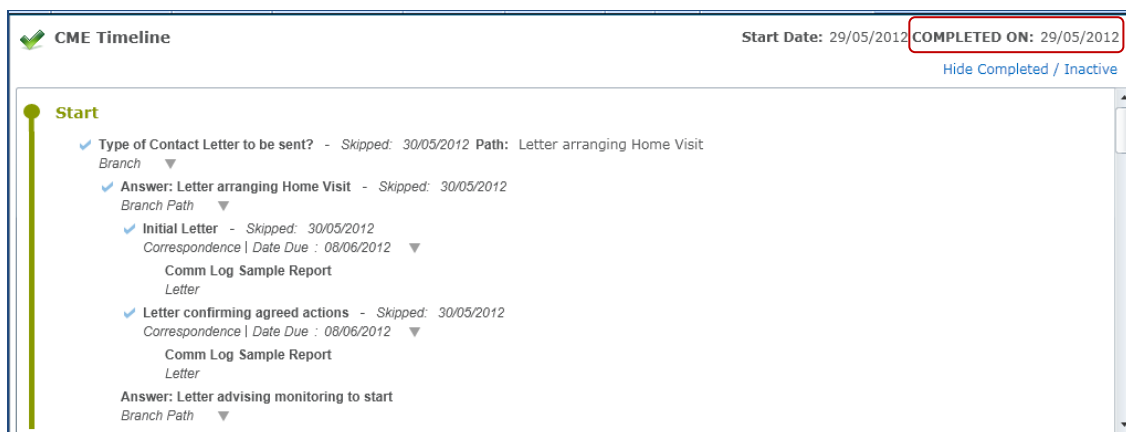 CME Timeline Start Date: 29/05/2012 COMPLETED ON: 29/05/2012
Hide Completed / Inactive
Start
Type of Contact Letter to be sent? - Skipped: 30/05/2012 Path: Letter arranging Home Visit
Branch
Answer: Letter arranging Home Visit - Skipped: 30/05/2012
Branch Path
Initial Letter - Skipped: 30/05/2012
Correspondence | Date Due : 08/06/2012
Comm Log Sample Report
Letter
Letter confirming agreed actions - Skipped: 30/05/2012
Correspondence | Date Due : 08/06/2012
Comm Log Sample Report
Letter
Answer: Letter advising monitoring to start
Branch Path